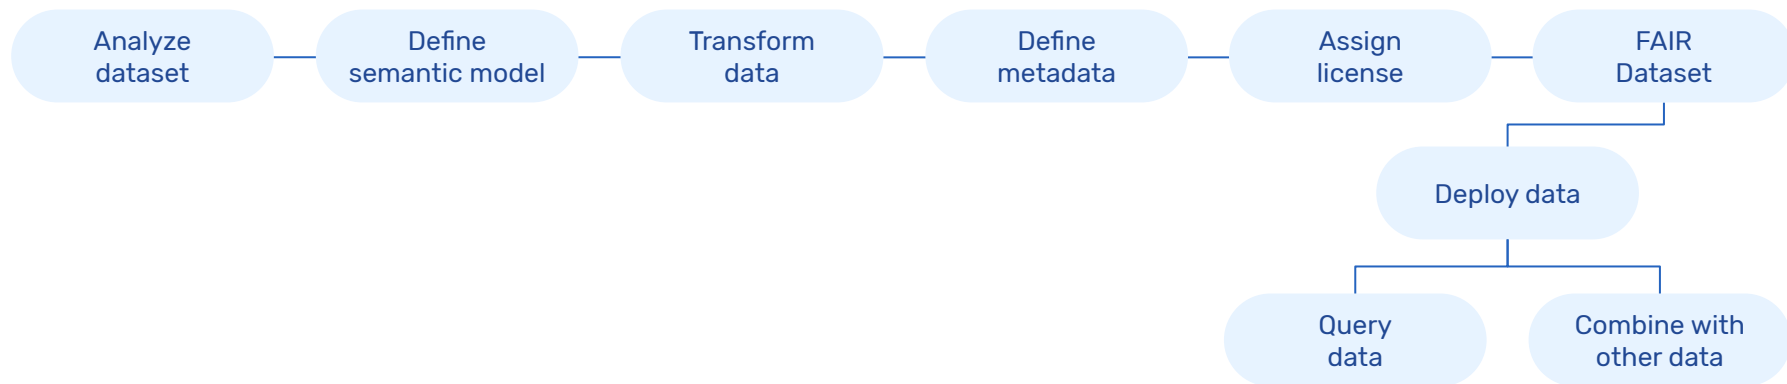 Analyze
dataset
Define
semantic model
Transform
data
Define
metadata
Assign
license
FAIR
Dataset
Deploy data
Query
data
Combine with
other data